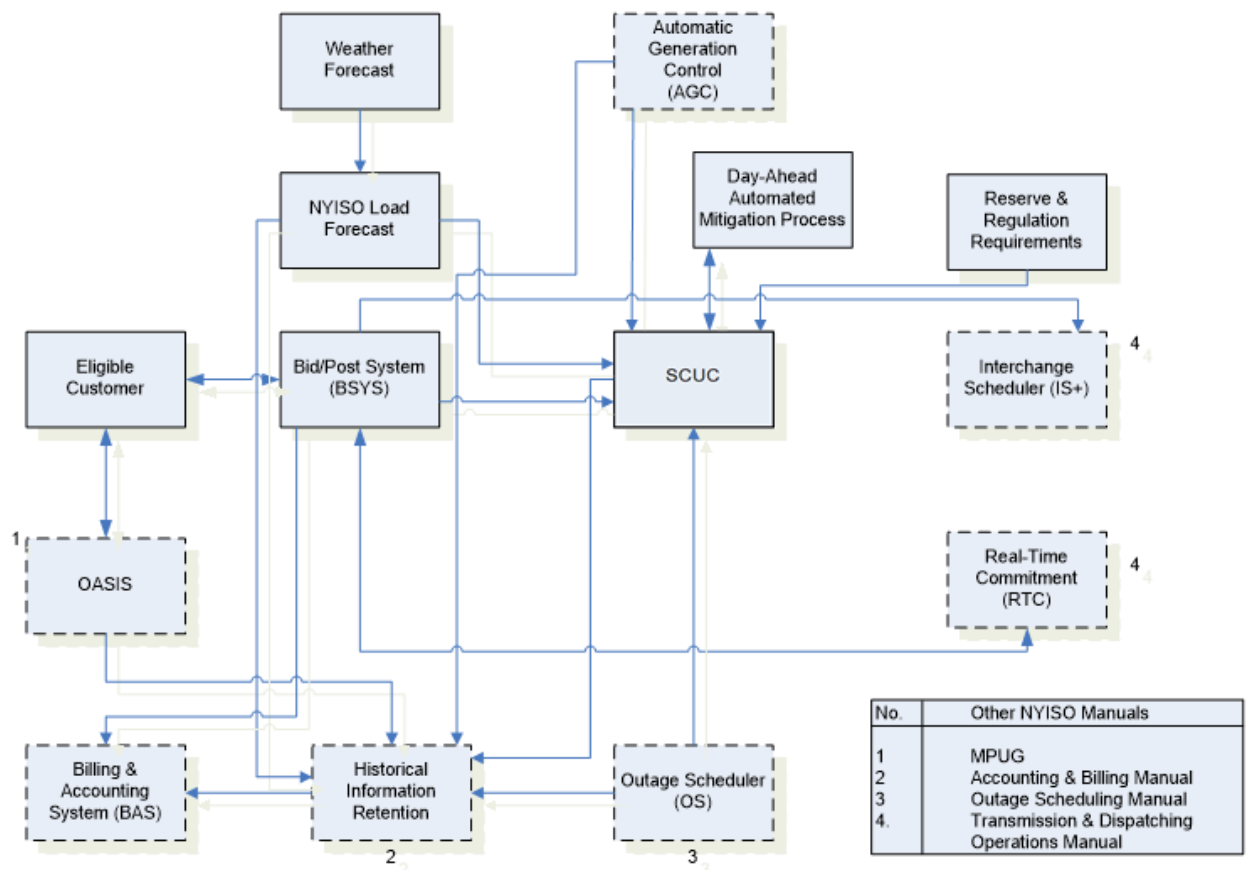 Weather
Forecast
Automatic
Generation
Control
(AGC)
NYISO Load
Forecast
Day-Ahead
Automated
Mitigation Process
Reserve &
Regulation
Requirements
Eligible
Customer
Bid/Post System
(BSYS)
SCUC
Interchange
Scheduler (IS+)
4
4
1
OASIS
Real-Time
Commitment
(RTC)
4
4
Billing &
Accounting
System (BAS)
Historical
Information
Retention
2
Outage Scheduler
(OS)
3
3
No. Other NYISO Manuals
1 MPUG
2 Accounting & Billing Manual
3 Outage Scheduling Manual
4. Transmission & Dispatching
Operations Manual